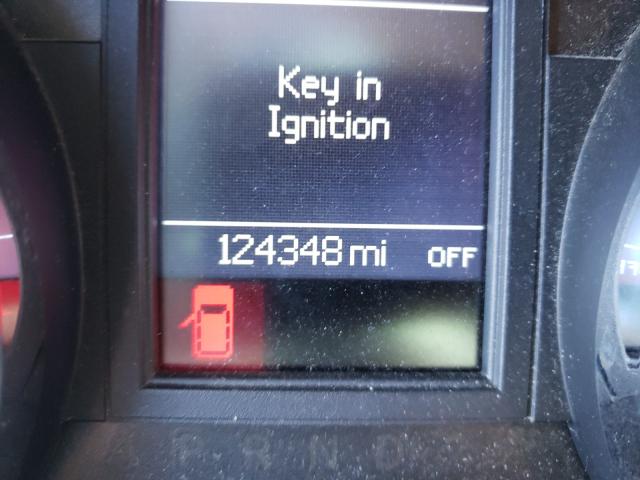 Key in
Ignition
124348 mi OFF
P R N D